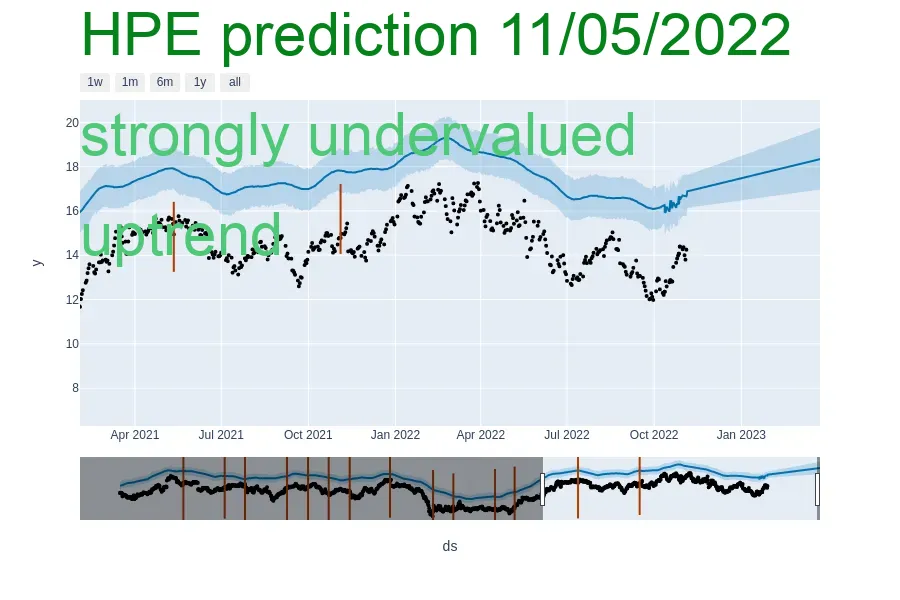 HPE prediction 11/05/2022
1w 1m 6m 1y all
strongly undervalued
uptrend
20
18
16
14
12
10
8
y
Apr 2021 Jul 2021 Oct 2021 Jan 2022 Apr 2022 Jul 2022 Oct 2022 Jan 2023
ds